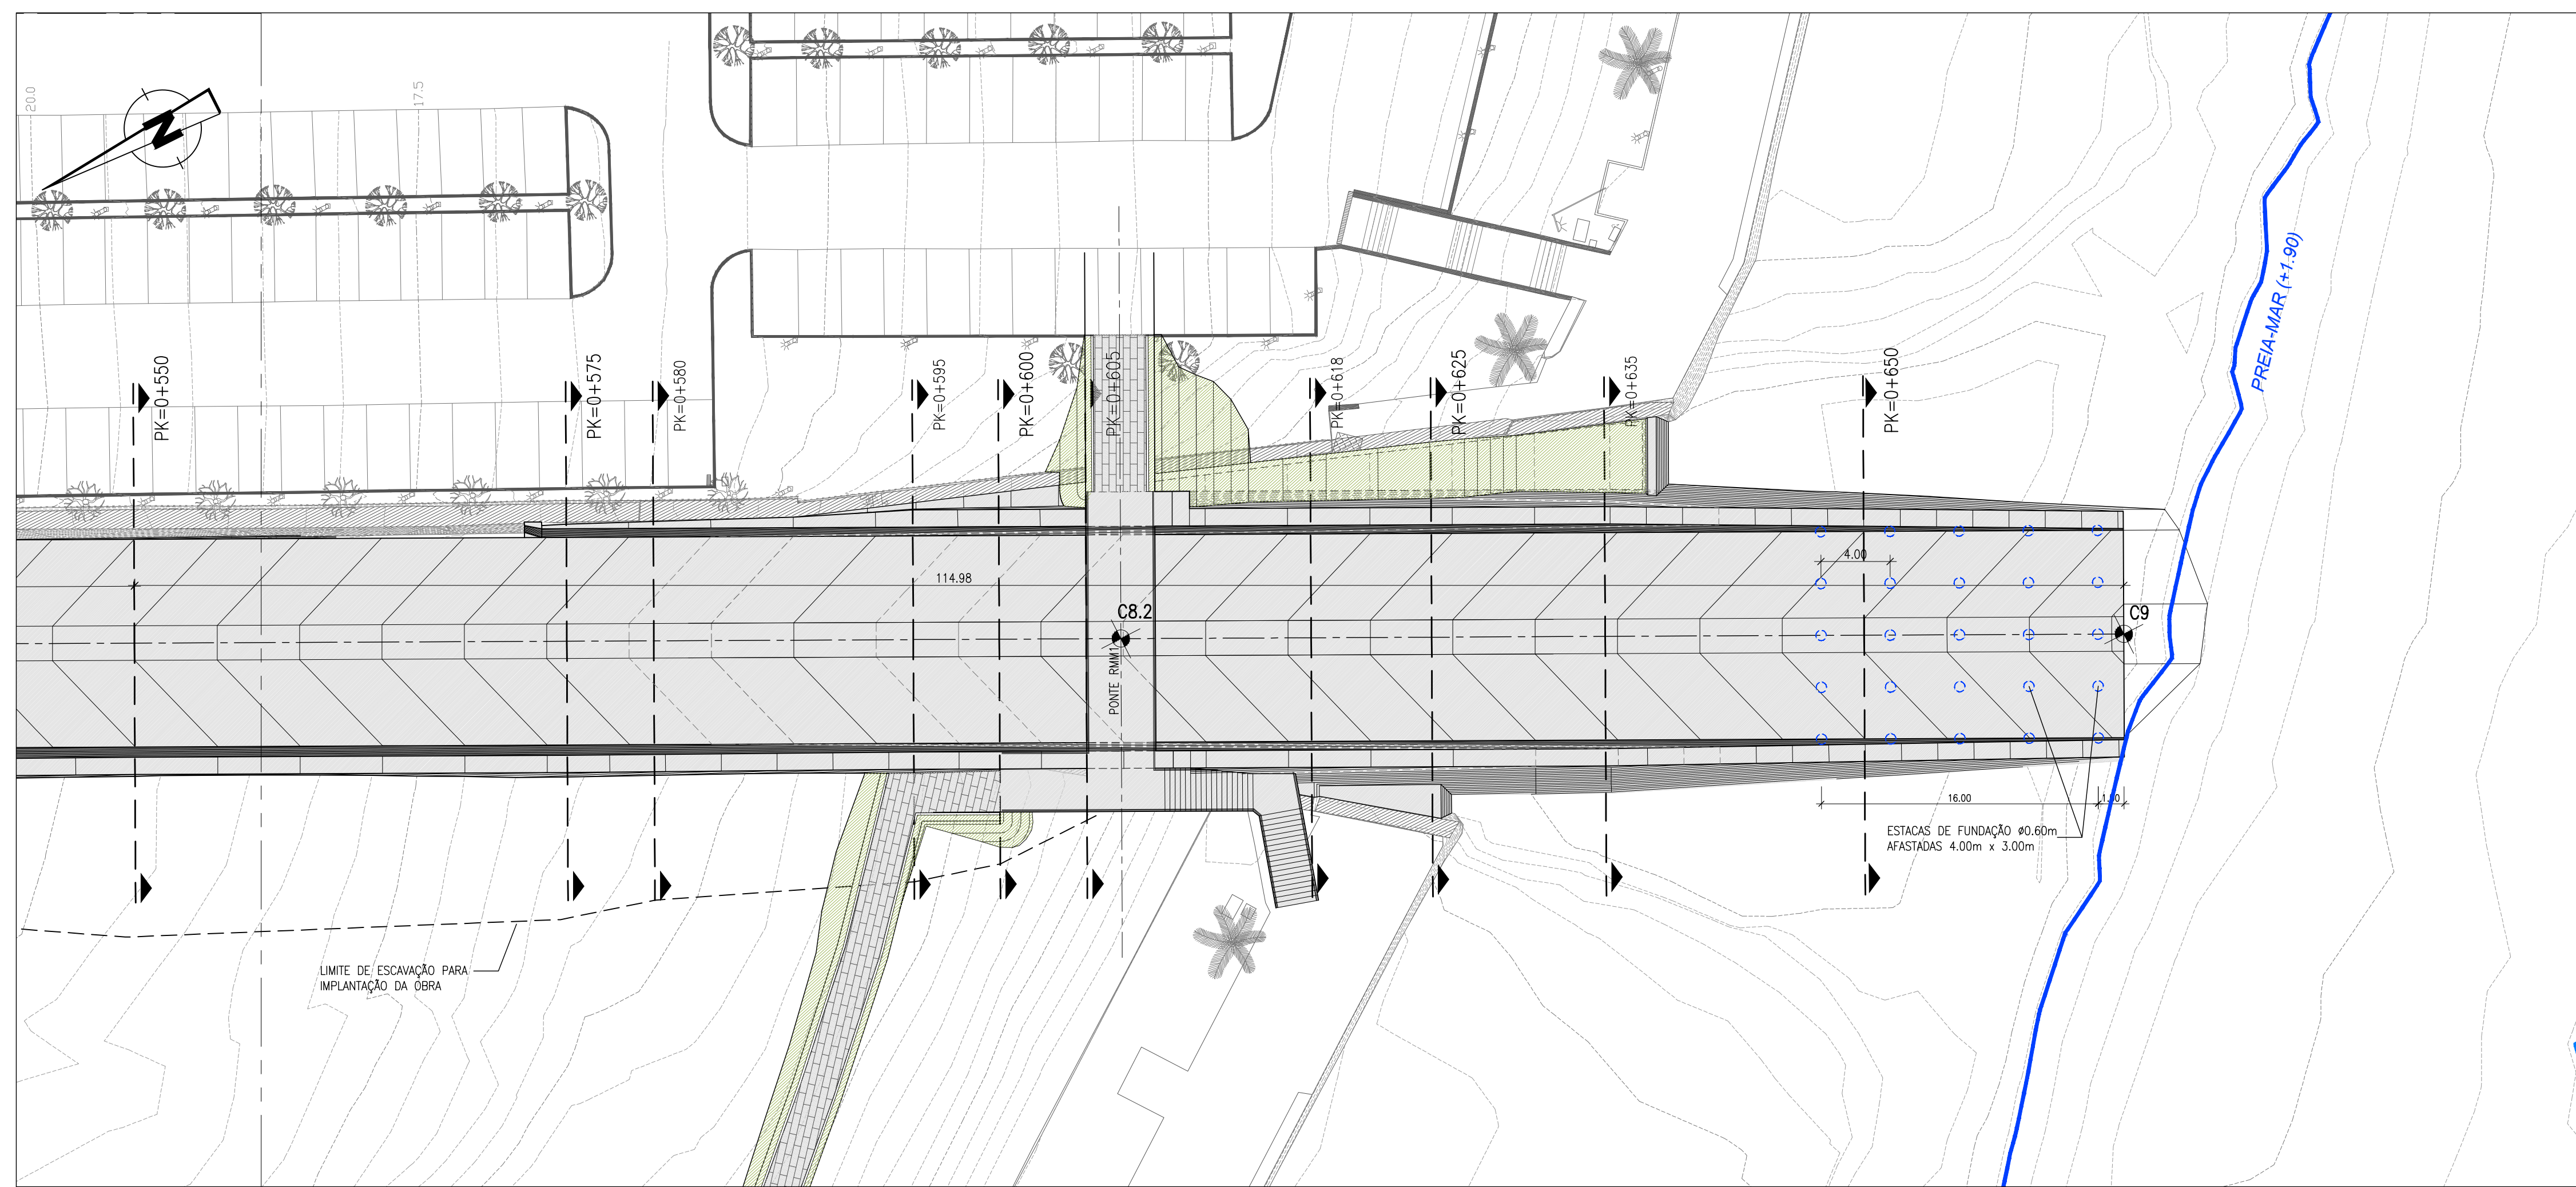 20.0
17.5
N
PREIA-MAR (+1.90)
PK=0+550
PK=0+575
PK=0+580
PK=0+595
PK=0+600
PK=0+605
PK=0+618
PK=0+625
PK=0+635
PK=0+650
114.98
4.00
C8.2
C9
PONTE RMM1
16.00
ESTACAS DE FUNDAÇÃO ø0.60m
AFASTADAS 4.00m x 3.00m
LIMITE DE ESCAVAÇÃO PARA
IMPLANTAÇÃO DA OBRA